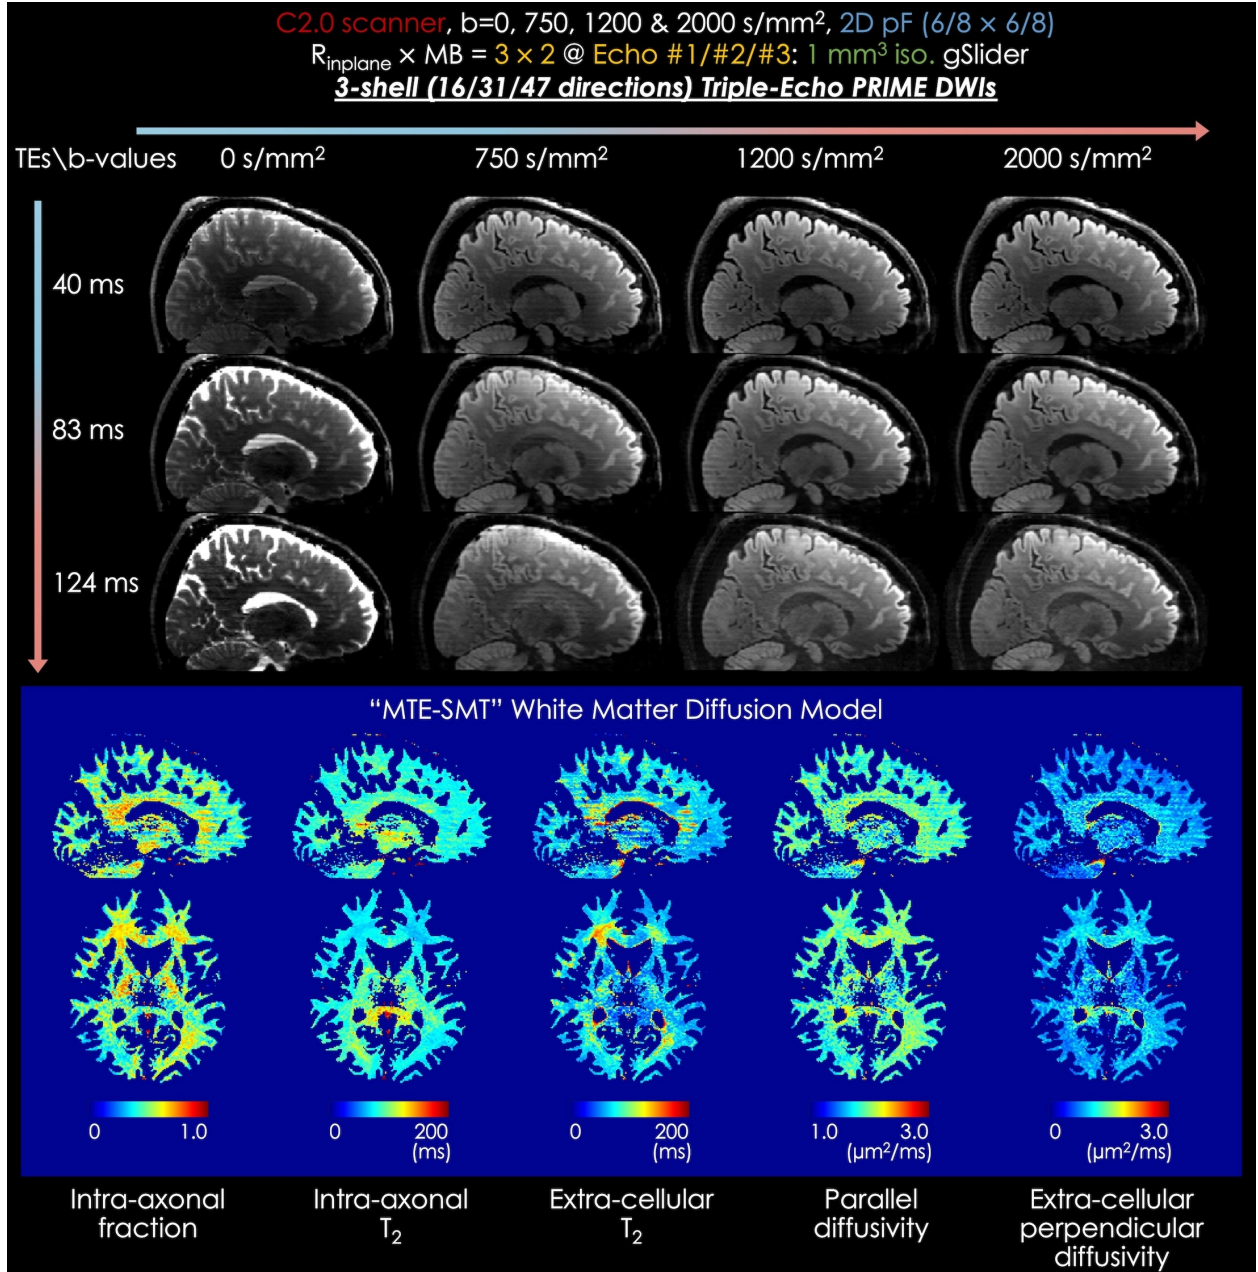 C2.0 scanner, b=0, 750, 1200 & 2000 s/mm², 2D pF (6/8 × 6/8)
Rinplane × MB = 3 × 2 @ Echo #1/#2/#3: 1 mm³ iso. gSlider
3-shell (16/31/47 directions) Triple-Echo PRIME DWIs
TEs\b-values 0 s/mm² 750 s/mm² 1200 s/mm² 2000 s/mm²
40 ms
83 ms
124 ms
“MTE-SMT” White Matter Diffusion Model
0 1.0 0 200 0 200 1.0 3.0 0 3.0
(ms) (ms) (μm²/ms) (μm²/ms)
Intra-axonal Intra-axonal Extra-cellular Parallel Extra-cellular
fraction T₂ T₂ diffusivity perpendicular
diffusivity